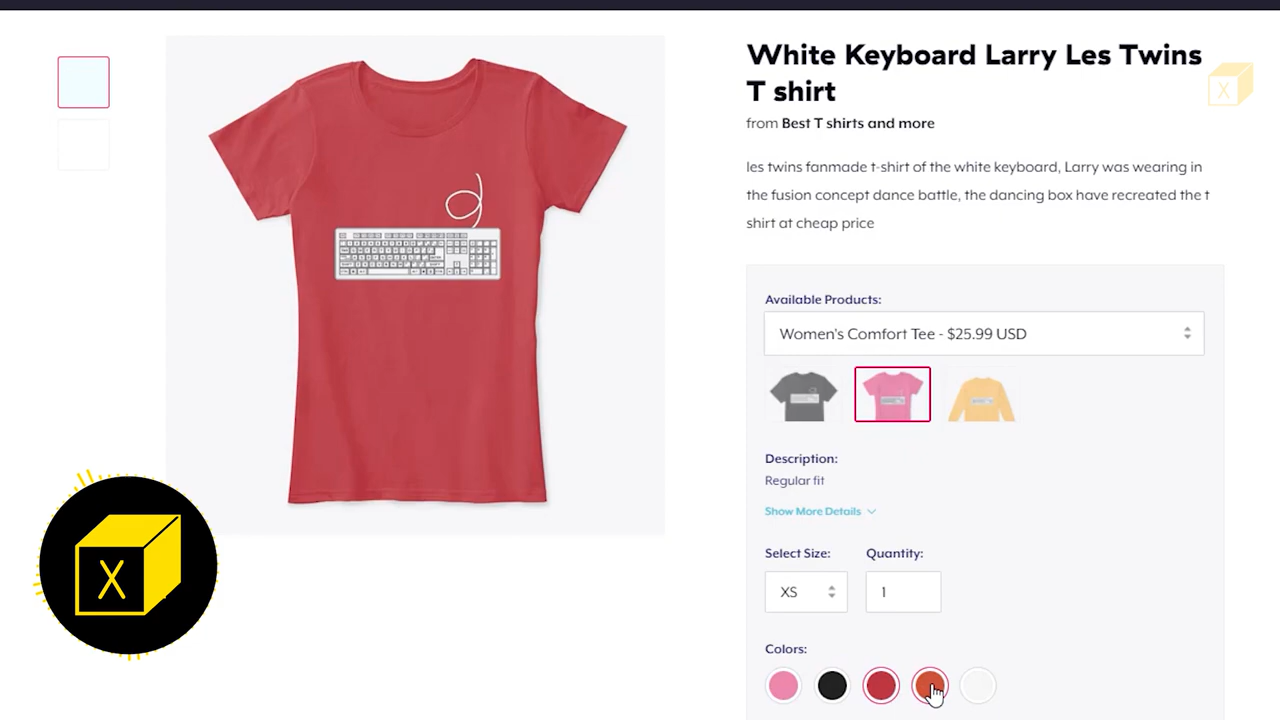 White Keyboard Larry Les Twins
T shirt
from Best T shirts and more
les twins fanmade t-shirt of the white keyboard, Larry was wearing in
the fusion concept dance battle, the dancing box have recreated the t
shirt at cheap price
Available Products:
Women's Comfort Tee - $25.99 USD
Description:
Regular fit
Show More Details
Select Size:
Quantity:
XS
1
Colors:
X
X